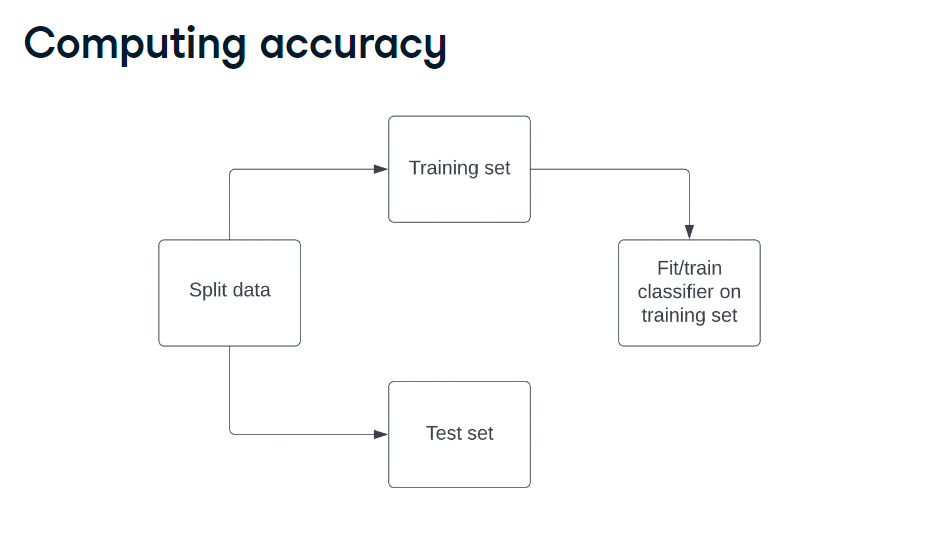 Computing accuracy
Training set
Split data
Fit/train
classifier on
training set
Test set